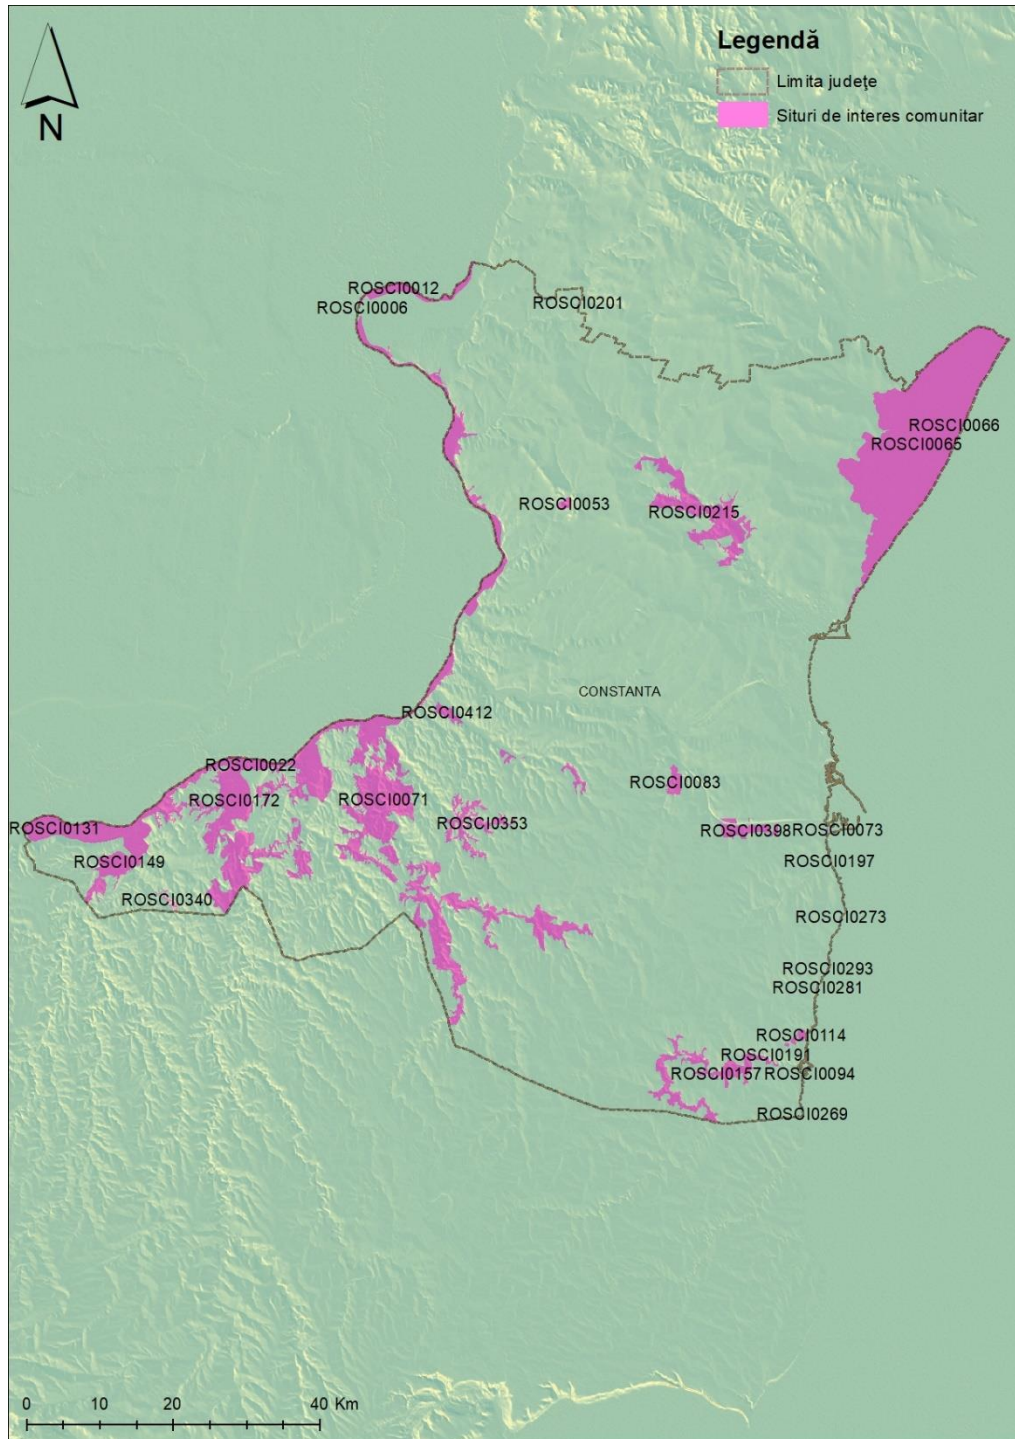 Legendă
Limita județe
Situri de interes comunitar
N
ROSCI0012
ROSCI0006
ROSCI0201
ROSCI0066
ROSCI0065
ROSCI0053
ROSCI0215
CONSTANTA
ROSCI0412
ROSCI0022
ROSCI0083
ROSCI0172
ROSCI0071
ROSCI0353
ROSCI0131
ROSCI0398
ROSCI0073
ROSCI0149
ROSCI0197
ROSCI0340
ROSCI0273
ROSCI0293
ROSCI0281
ROSCI0114
ROSCI0191
ROSCI0157
ROSCI0094
ROSCI0269
0 10 20 40 Km